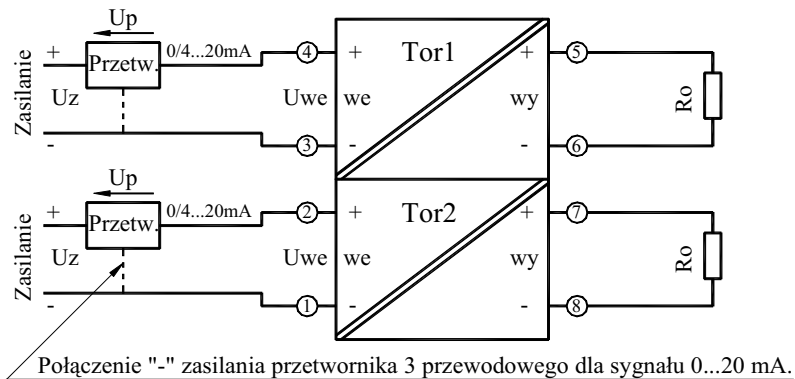 Up
+ Przetw. 0/4...20mA 4 + Tor1 + 5
Zasilanie Uz Uwe we wy Ro
- 3 - - 6
Up
+ Przetw. 0/4...20mA 2 + Tor2 + 7
Zasilanie Uz Uwe we wy Ro
- 1 - - 8
Połączenie "-" zasilania przetwornika 3 przewodowego dla sygnału 0...20 mA.